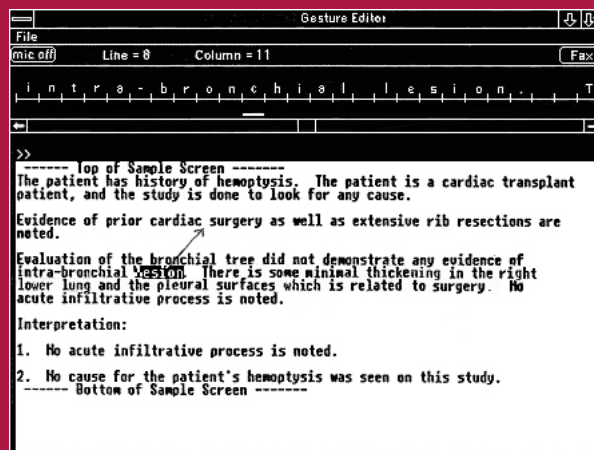 Gesture Editor
File
mic off Line = 8 Column = 11 Fax
intra-bronchial lesion. T
>>
------ Top of Sample Screen -------
The patient has history of hemoptysis. The patient is a cardiac transplant
patient, and the study is done to look for any cause.
Evidence of prior cardiac surgery as well as extensive rib resections are
noted.
Evaluation of the bronchial tree did not demonstrate any evidence of
intra-bronchial lesion. There is some minimal thickening in the right
lower lung and the pleural surfaces which is related to surgery. No
acute infiltrative process is noted.
Interpretation:
1. No acute infiltrative process is noted.
2. No cause for the patient's hemoptysis was seen on this study.
------ Bottom of Sample Screen -------